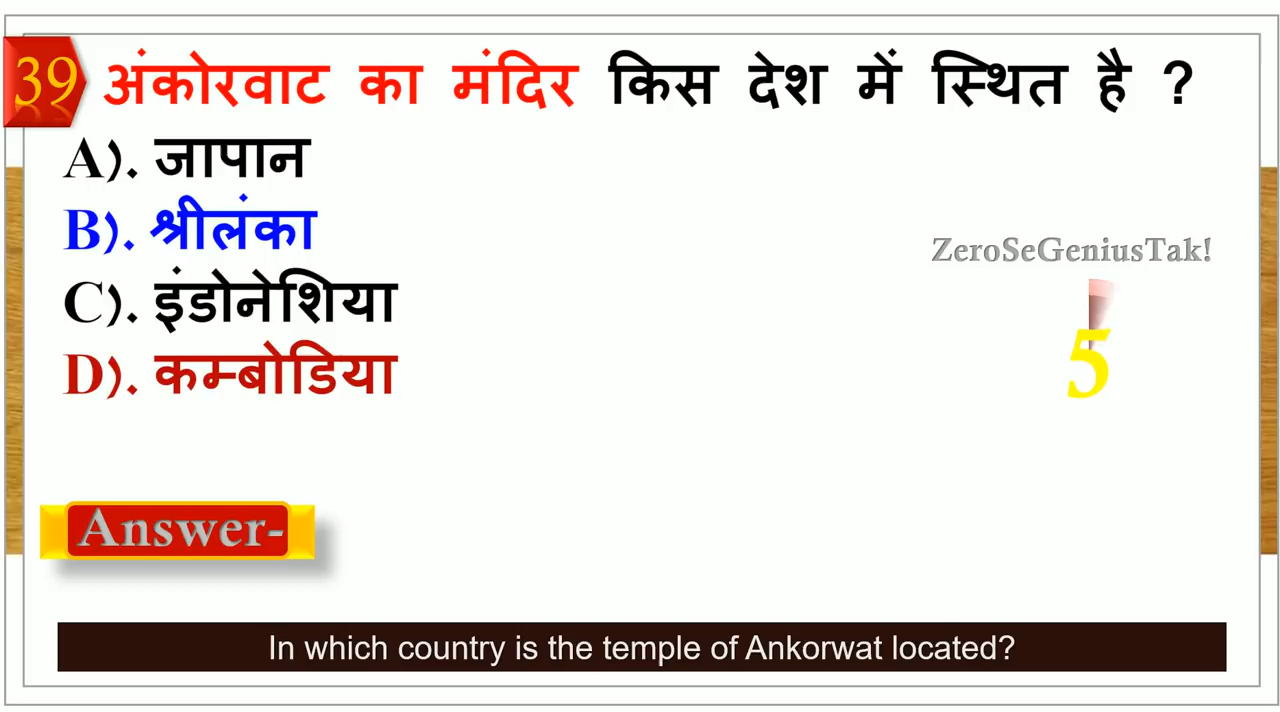 39 अंकोरवाट का मंदिर किस देश में स्थित है ?
A). जापान
B). श्रीलंका
ZeroSeGeniusTak!
C). इंडोनेशिया
D). कम्बोडिया
5
Answer-
In which country is the temple of Ankorwat located?